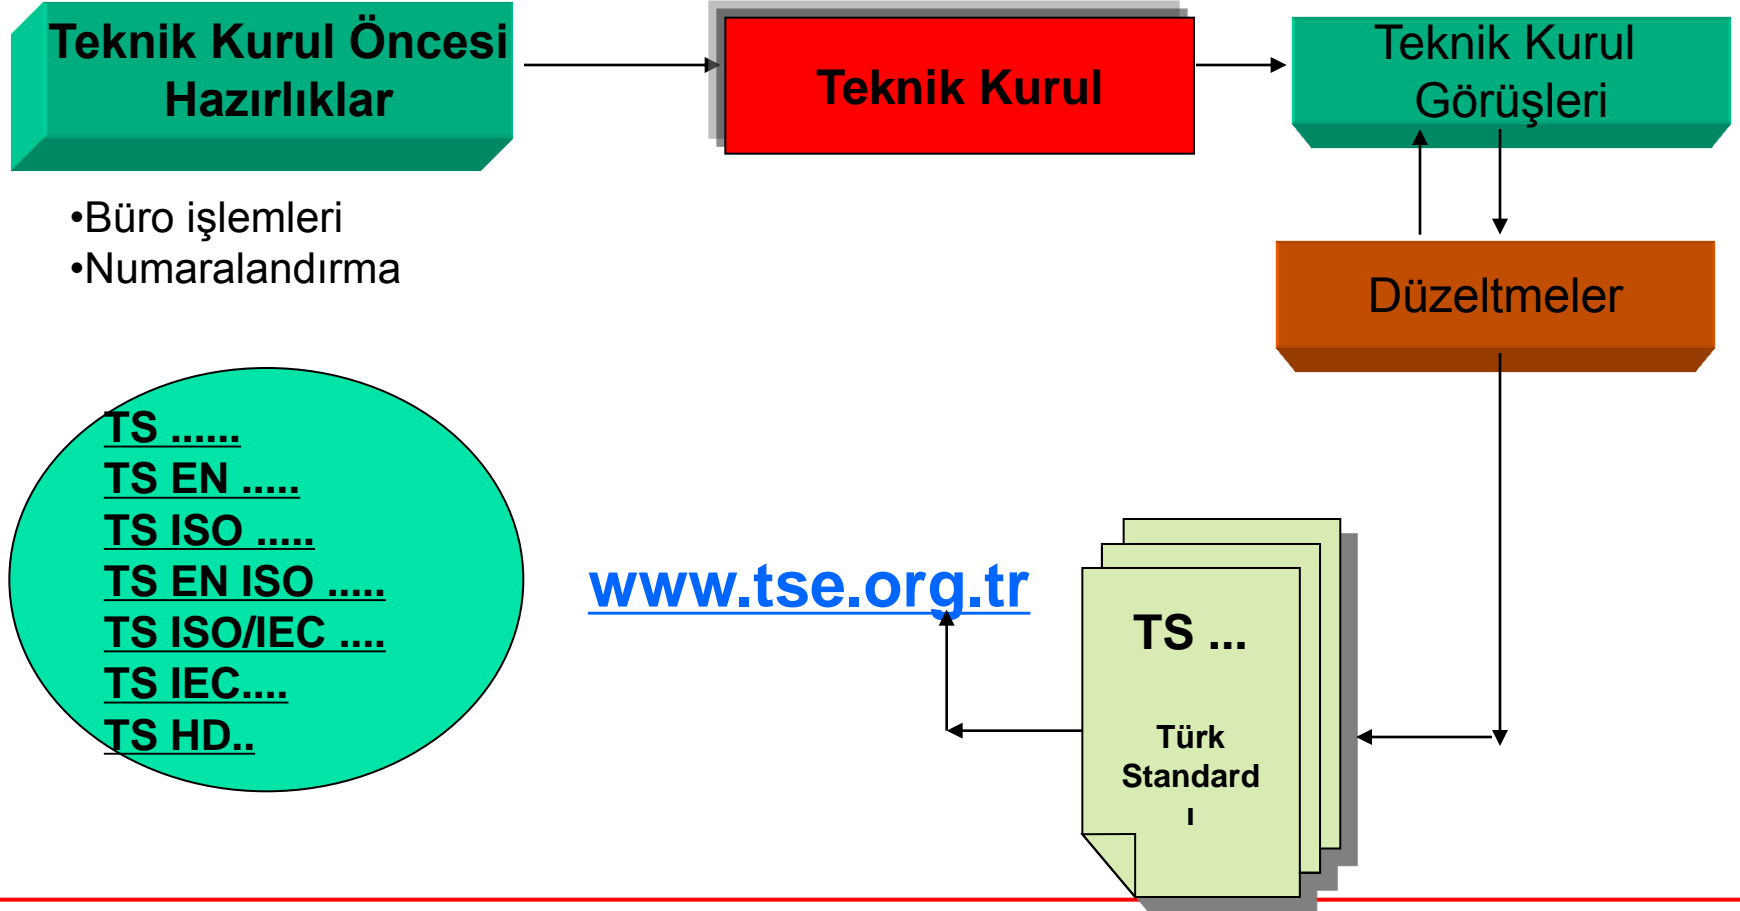 Teknik Kurul Öncesi
Hazırlıklar
Teknik Kurul
Teknik Kurul
Görüşleri
•Büro işlemleri
•Numaralandırma
Düzeltmeler
TS ......
TS EN .....
TS ISO .....
TS EN ISO .....
TS ISO/IEC ....
TS IEC....
TS HD..
www.tse.org.tr
TS ...
Türk
Standard
ı